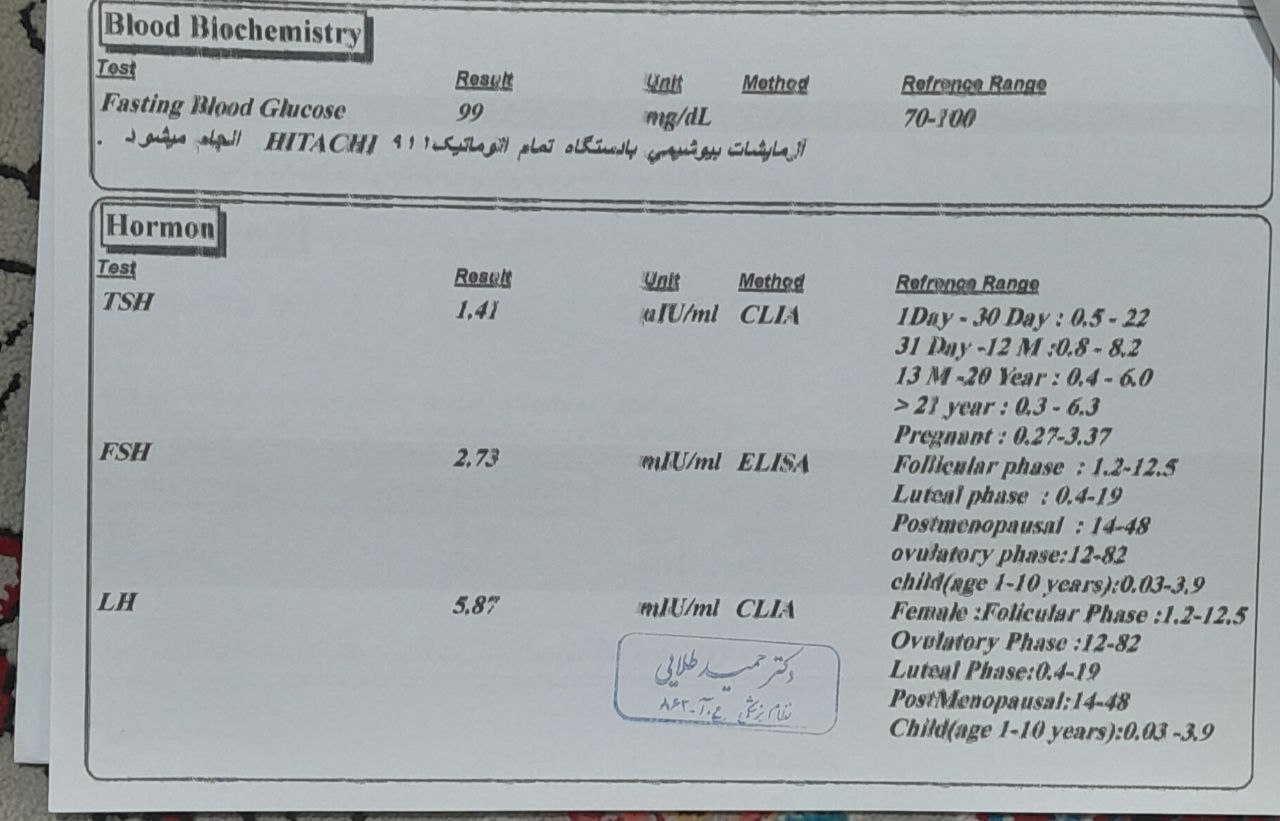 Blood Biochemistry
Test Result Unit Method Refrence Range
Fasting Blood Glucose 99 mg/dL 70-100
آزمایشات بیوشیمی بادستگاه تمام اتوماتیک۹۱۱ HITACHI انجام میشود .
Hormon
Test Result Unit Method Refrence Range
TSH 1.41 uIU/ml CLIA 1Day - 30 Day : 0.5 - 22
31 Day -12 M :0.8 - 8.2
13 M -20 Year : 0.4 - 6.0
> 21 year : 0.3 - 6.3
Pregnant : 0.27-3.37
FSH 2.73 mIU/ml ELISA Follicular phase : 1.2-12.5
Luteal phase : 0.4-19
Postmenopausal : 14-48
ovulatory phase:12-82
child(age 1-10 years):0.03-3.9
LH 5.87 mIU/ml CLIA Female :Folicular Phase :1.2-12.5
Ovulatory Phase :12-82
Luteal Phase:0.4-19
PostMenopausal:14-48
Child(age 1-10 years):0.03 -3.9
دکتر حمید طلایی
نظام پزشکی ع.آ-۸۶۲